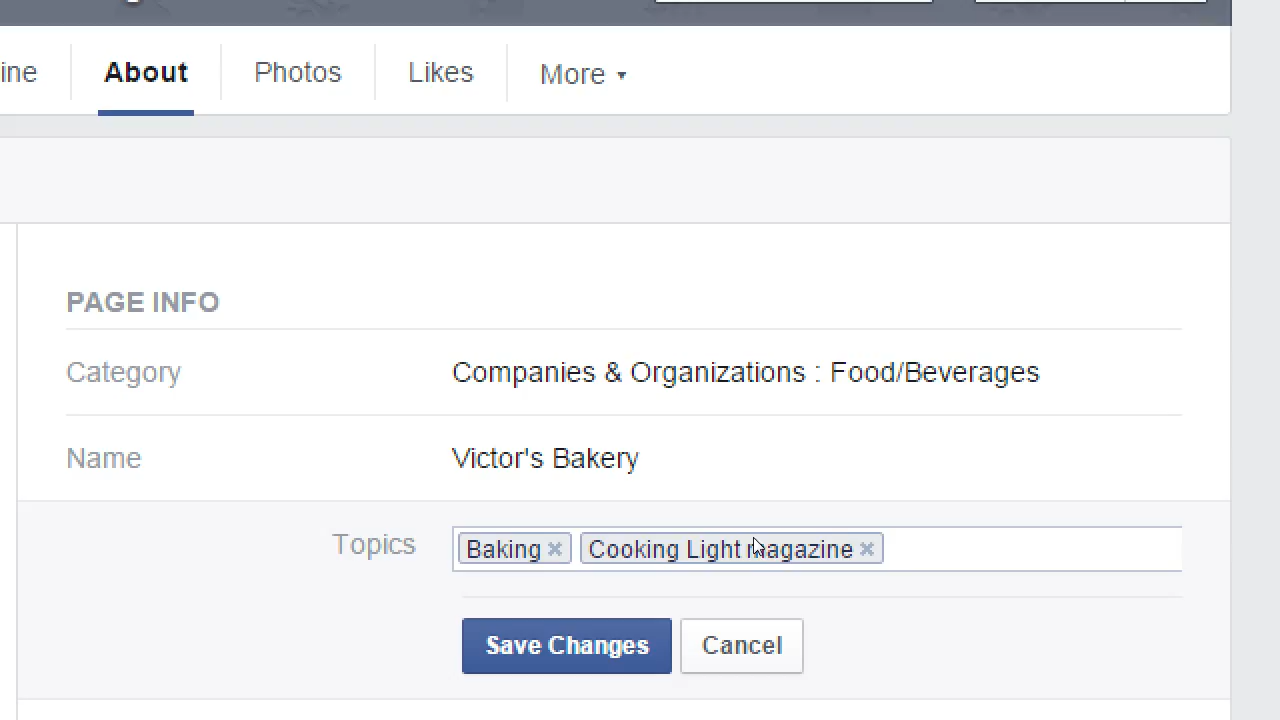 About Photos Likes More
PAGE INFO
Category Companies & Organizations : Food/Beverages
Name Victor's Bakery
Topics Baking Cooking Light magazine
Save Changes Cancel